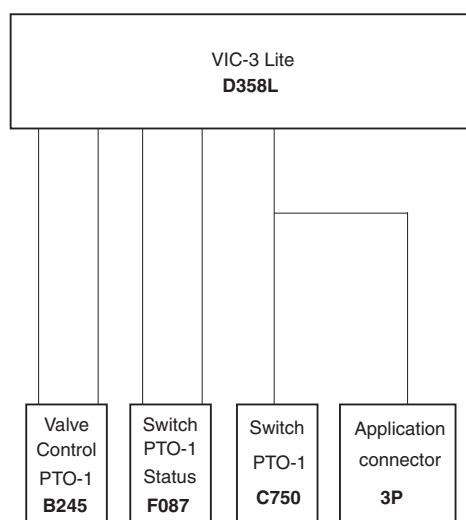 VIC-3 Lite
D358L
Valve
Control
PTO-1
B245
Switch
PTO-1
Status
F087
Switch
PTO-1
C750
Application
connector
3P